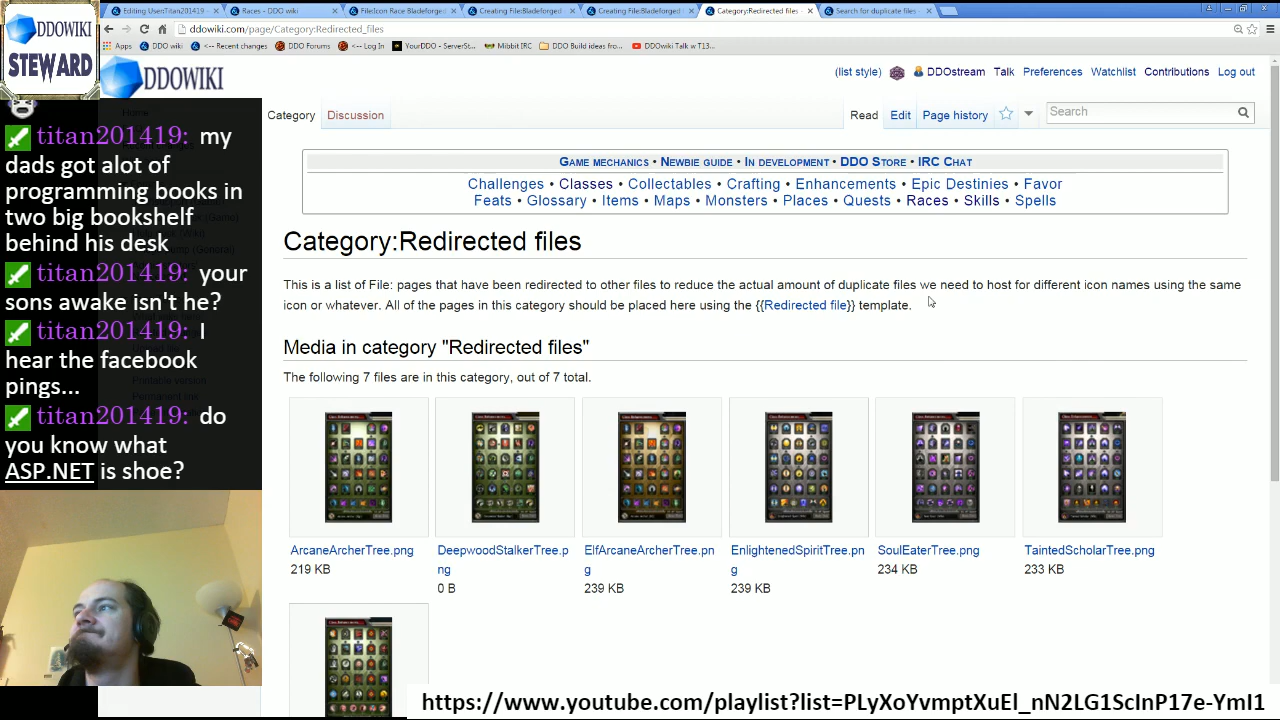 DDOWIKI
STEWARD
Editing User:Titan201419
Races - DDO wiki
File:Icon Race Bladeforged
Creating File:Bladeforged
Creating File:Bladeforged
Category:Redirected files -
Search for duplicate files -
ddowiki.com/page/Category:Redirected_files
Apps
DDO wiki
<-- Recent changes
DDO Forums
<-- Log In
YourDDO -- ServerSt...
Mibbit IRC
DDO Build ideas fro...
DDOwiki Talk w T13...
DDOWIKI
(list style)
DDOstream
Talk
Preferences
Watchlist
Contributions
Log out
Category
Discussion
Read
Edit
Page history
Search
Game mechanics • Newbie guide • In development • DDO Store • IRC Chat
Challenges • Classes • Collectables • Crafting • Enhancements • Epic Destinies • Favor
Feats • Glossary • Items • Maps • Monsters • Places • Quests • Races • Skills • Spells
Category:Redirected files
This is a list of File: pages that have been redirected to other files to reduce the actual amount of duplicate files we need to host for different icon names using the same
icon or whatever. All of the pages in this category should be placed here using the {{Redirected file}} template.
Media in category "Redirected files"
The following 7 files are in this category, out of 7 total.
ArcaneArcherTree.png
219 KB
DeepwoodStalkerTree.p
ng
0 B
ElfArcaneArcherTree.pn
g
239 KB
EnlightenedSpiritTree.pn
g
239 KB
SoulEaterTree.png
234 KB
TaintedScholarTree.png
233 KB
titan201419: my
dads got alot of
programming books in
two big bookshelf
behind his desk
titan201419: your
sons awake isn't he?
titan201419: I
hear the facebook
pings...
titan201419: do
you know what
ASP.NET is shoe?
https://www.youtube.com/playlist?list=PLyXoYvmptXuEl_nN2LG1ScInP17e-YmI1